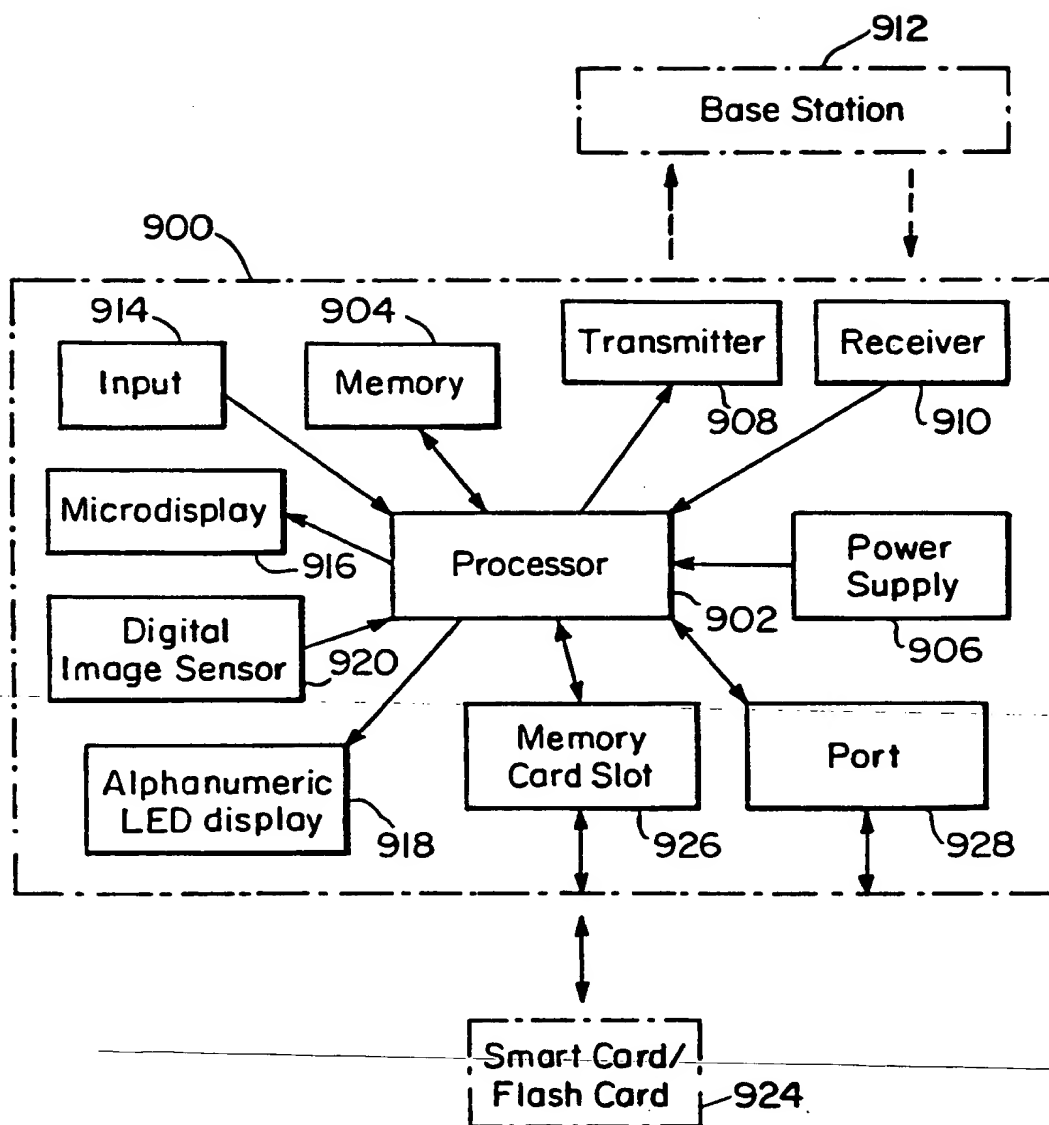 912
Base Station
900
914
Input
904
Memory
Transmitter
908
Receiver
910
Microdisplay
916
Processor
902
Power
Supply
906
Digital
Image Sensor
920
Alphanumeric
LED display
918
Memory
Card Slot
926
Port
928
Smart Card/
Flash Card
924